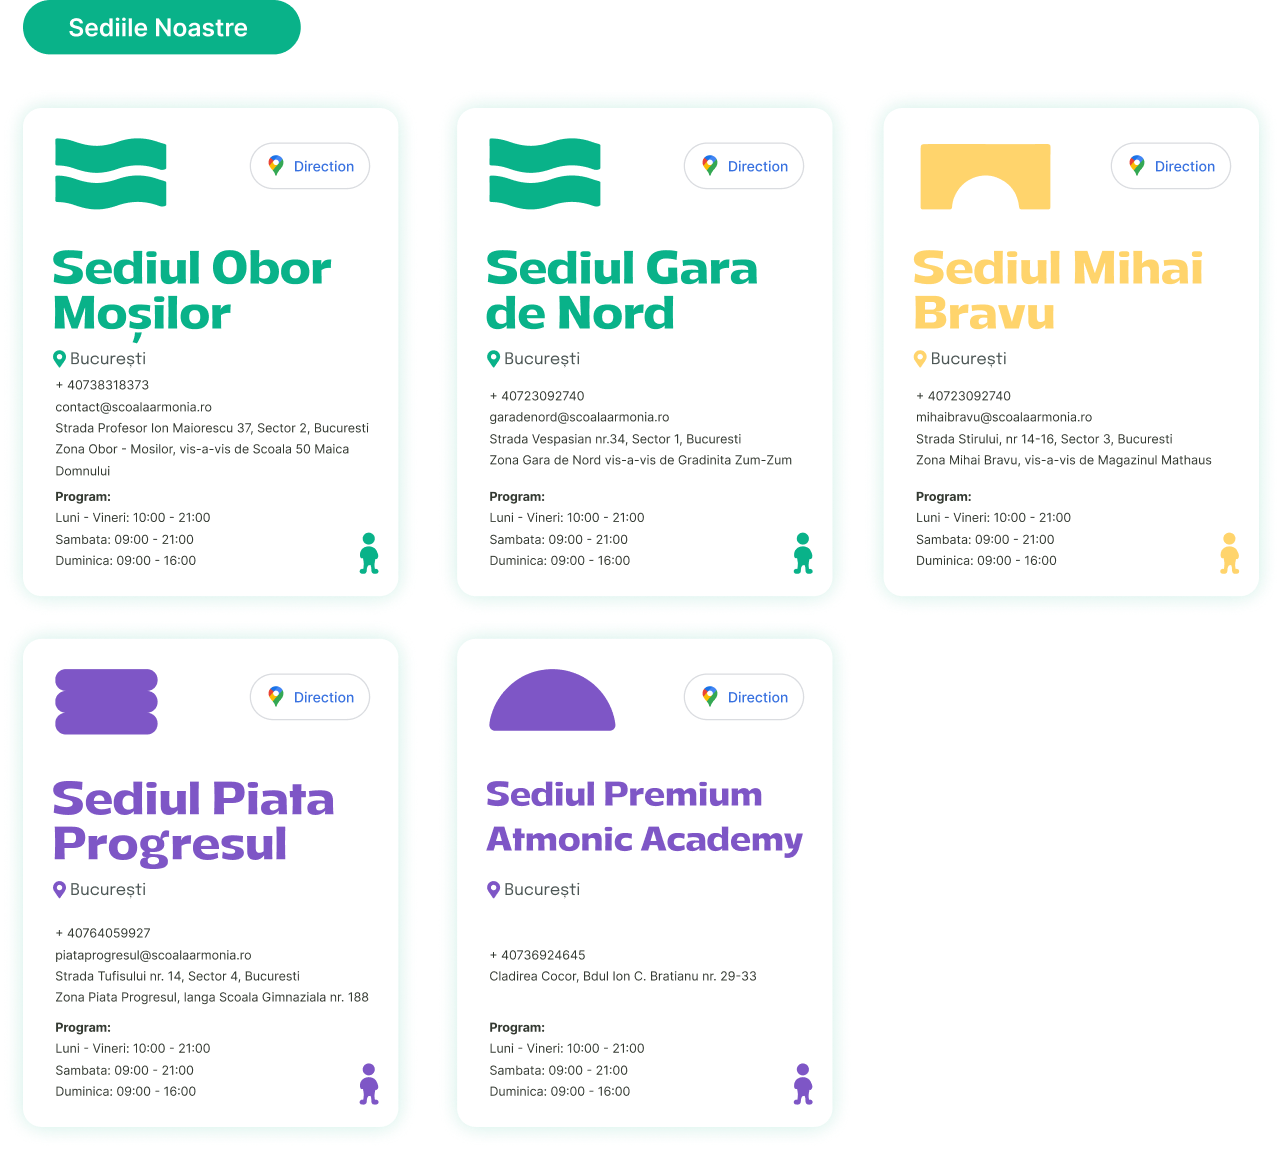 Sediile Noastre
Direction
Sediul Obor
Moșilor
București
+ 40738318373
contact@scoalaarmonia.ro
Strada Profesor Ion Maiorescu 37, Sector 2, Bucuresti
Zona Obor - Mosilor, vis-a-vis de Scoala 50 Maica
Domnului
Program:
Luni - Vineri: 10:00 - 21:00
Sambata: 09:00 - 21:00
Duminica: 09:00 - 16:00
Direction
Sediul Gara
de Nord
București
+ 40723092740
garadenord@scoalaarmonia.ro
Strada Vespasian nr.34, Sector 1, Bucuresti
Zona Gara de Nord vis-a-vis de Gradinita Zum-Zum
Program:
Luni - Vineri: 10:00 - 21:00
Sambata: 09:00 - 21:00
Duminica: 09:00 - 16:00
Direction
Sediul Mihai
Bravu
București
+ 40723092740
mihaibravu@scoalaarmonia.ro
Strada Stirului, nr 14-16, Sector 3, Bucuresti
Zona Mihai Bravu, vis-a-vis de Magazinul Mathaus
Program:
Luni - Vineri: 10:00 - 21:00
Sambata: 09:00 - 21:00
Duminica: 09:00 - 16:00
Direction
Sediul Piata
Progresul
București
+ 40764059927
piataprogresul@scoalaarmonia.ro
Strada Tufisului nr. 14, Sector 4, Bucuresti
Zona Piata Progresul, langa Scoala Gimnaziala nr. 188
Program:
Luni - Vineri: 10:00 - 21:00
Sambata: 09:00 - 21:00
Duminica: 09:00 - 16:00
Direction
Sediul Premium
Atmonic Academy
București
+ 40736924645
Cladirea Cocor, Bdul Ion C. Bratianu nr. 29-33
Program:
Luni - Vineri: 10:00 - 21:00
Sambata: 09:00 - 21:00
Duminica: 09:00 - 16:00